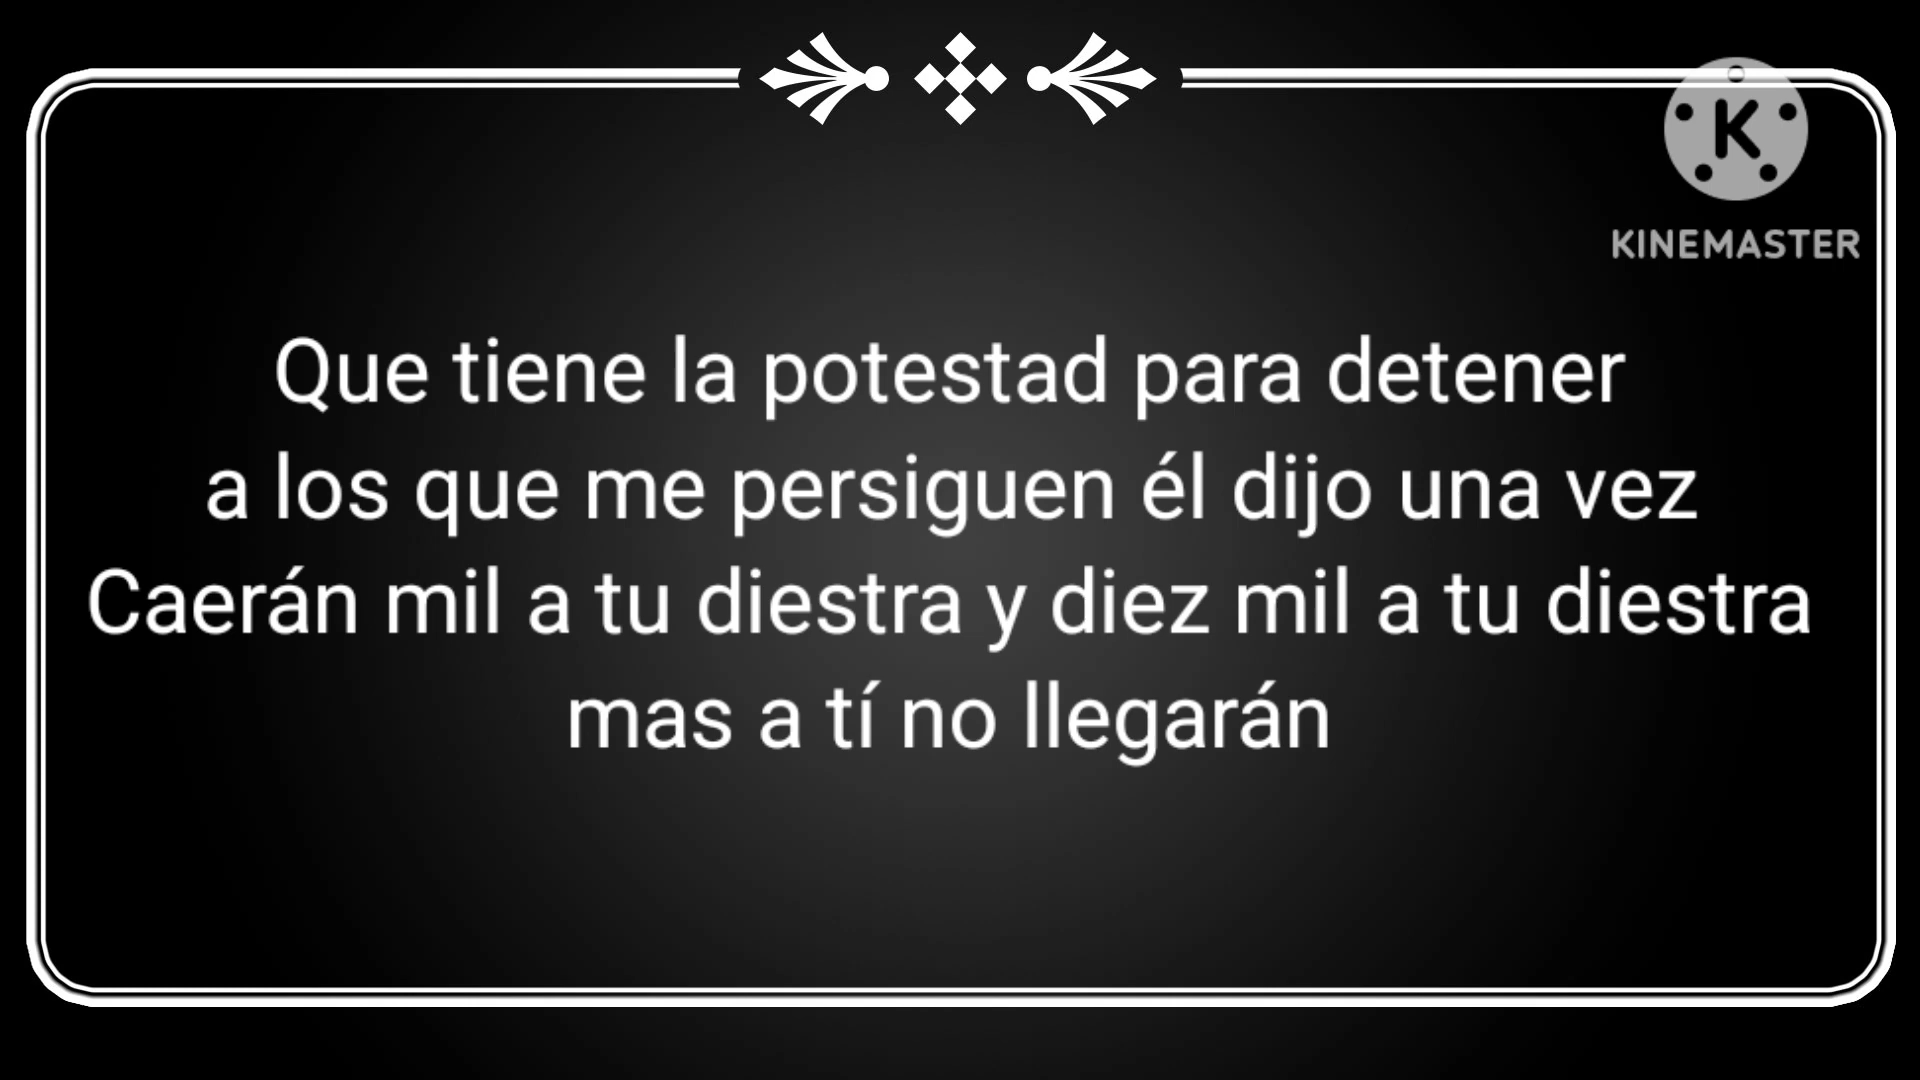 K
KINEMASTER
Que tiene la potestad para detener
a los que me persiguen él dijo una vez
Caerán mil a tu diestra y diez mil a tu diestra
mas a tí no llegarán